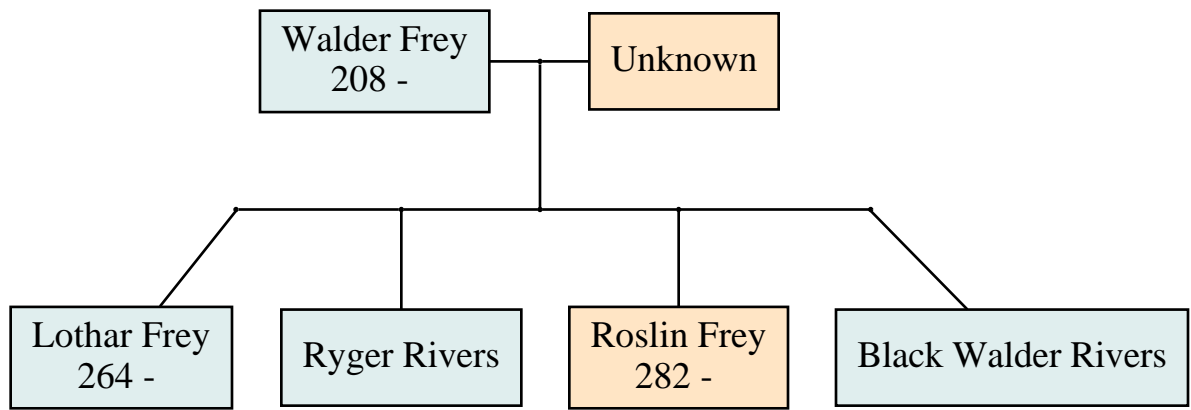 Walder Frey
208 -
Unknown
Lothar Frey
264 -
Ryger Rivers
Roslin Frey
282 -
Black Walder Rivers